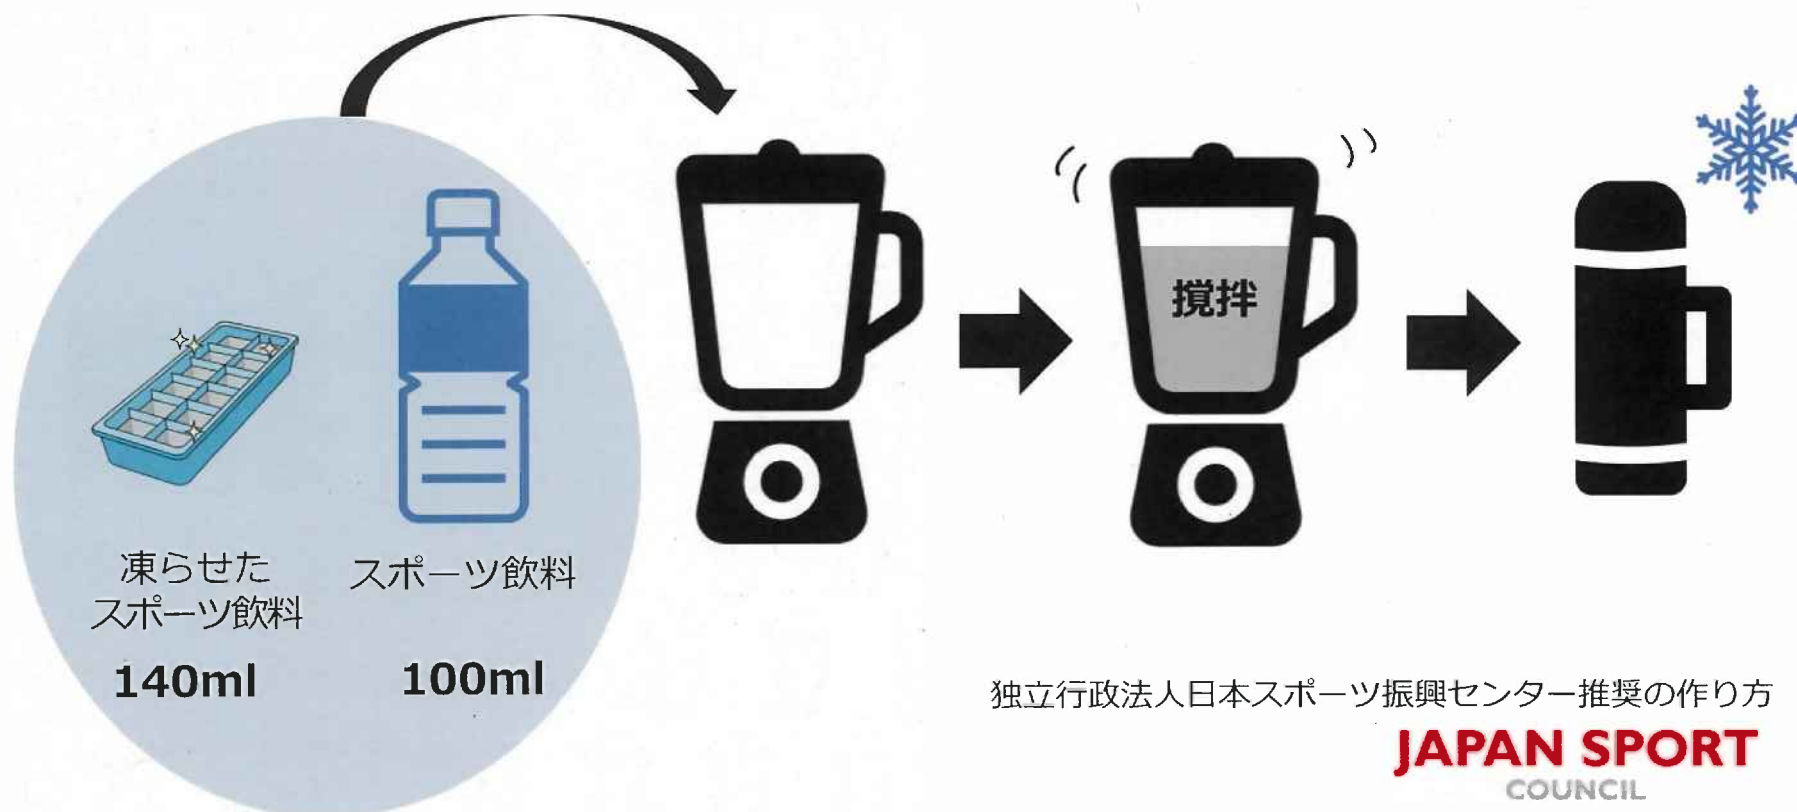 凍らせた
スポーツ飲料
140ml
スポーツ飲料
100ml
撹拌
独立行政法人日本スポーツ振興センター推奨の作り方
JAPAN SPORT
COUNCIL